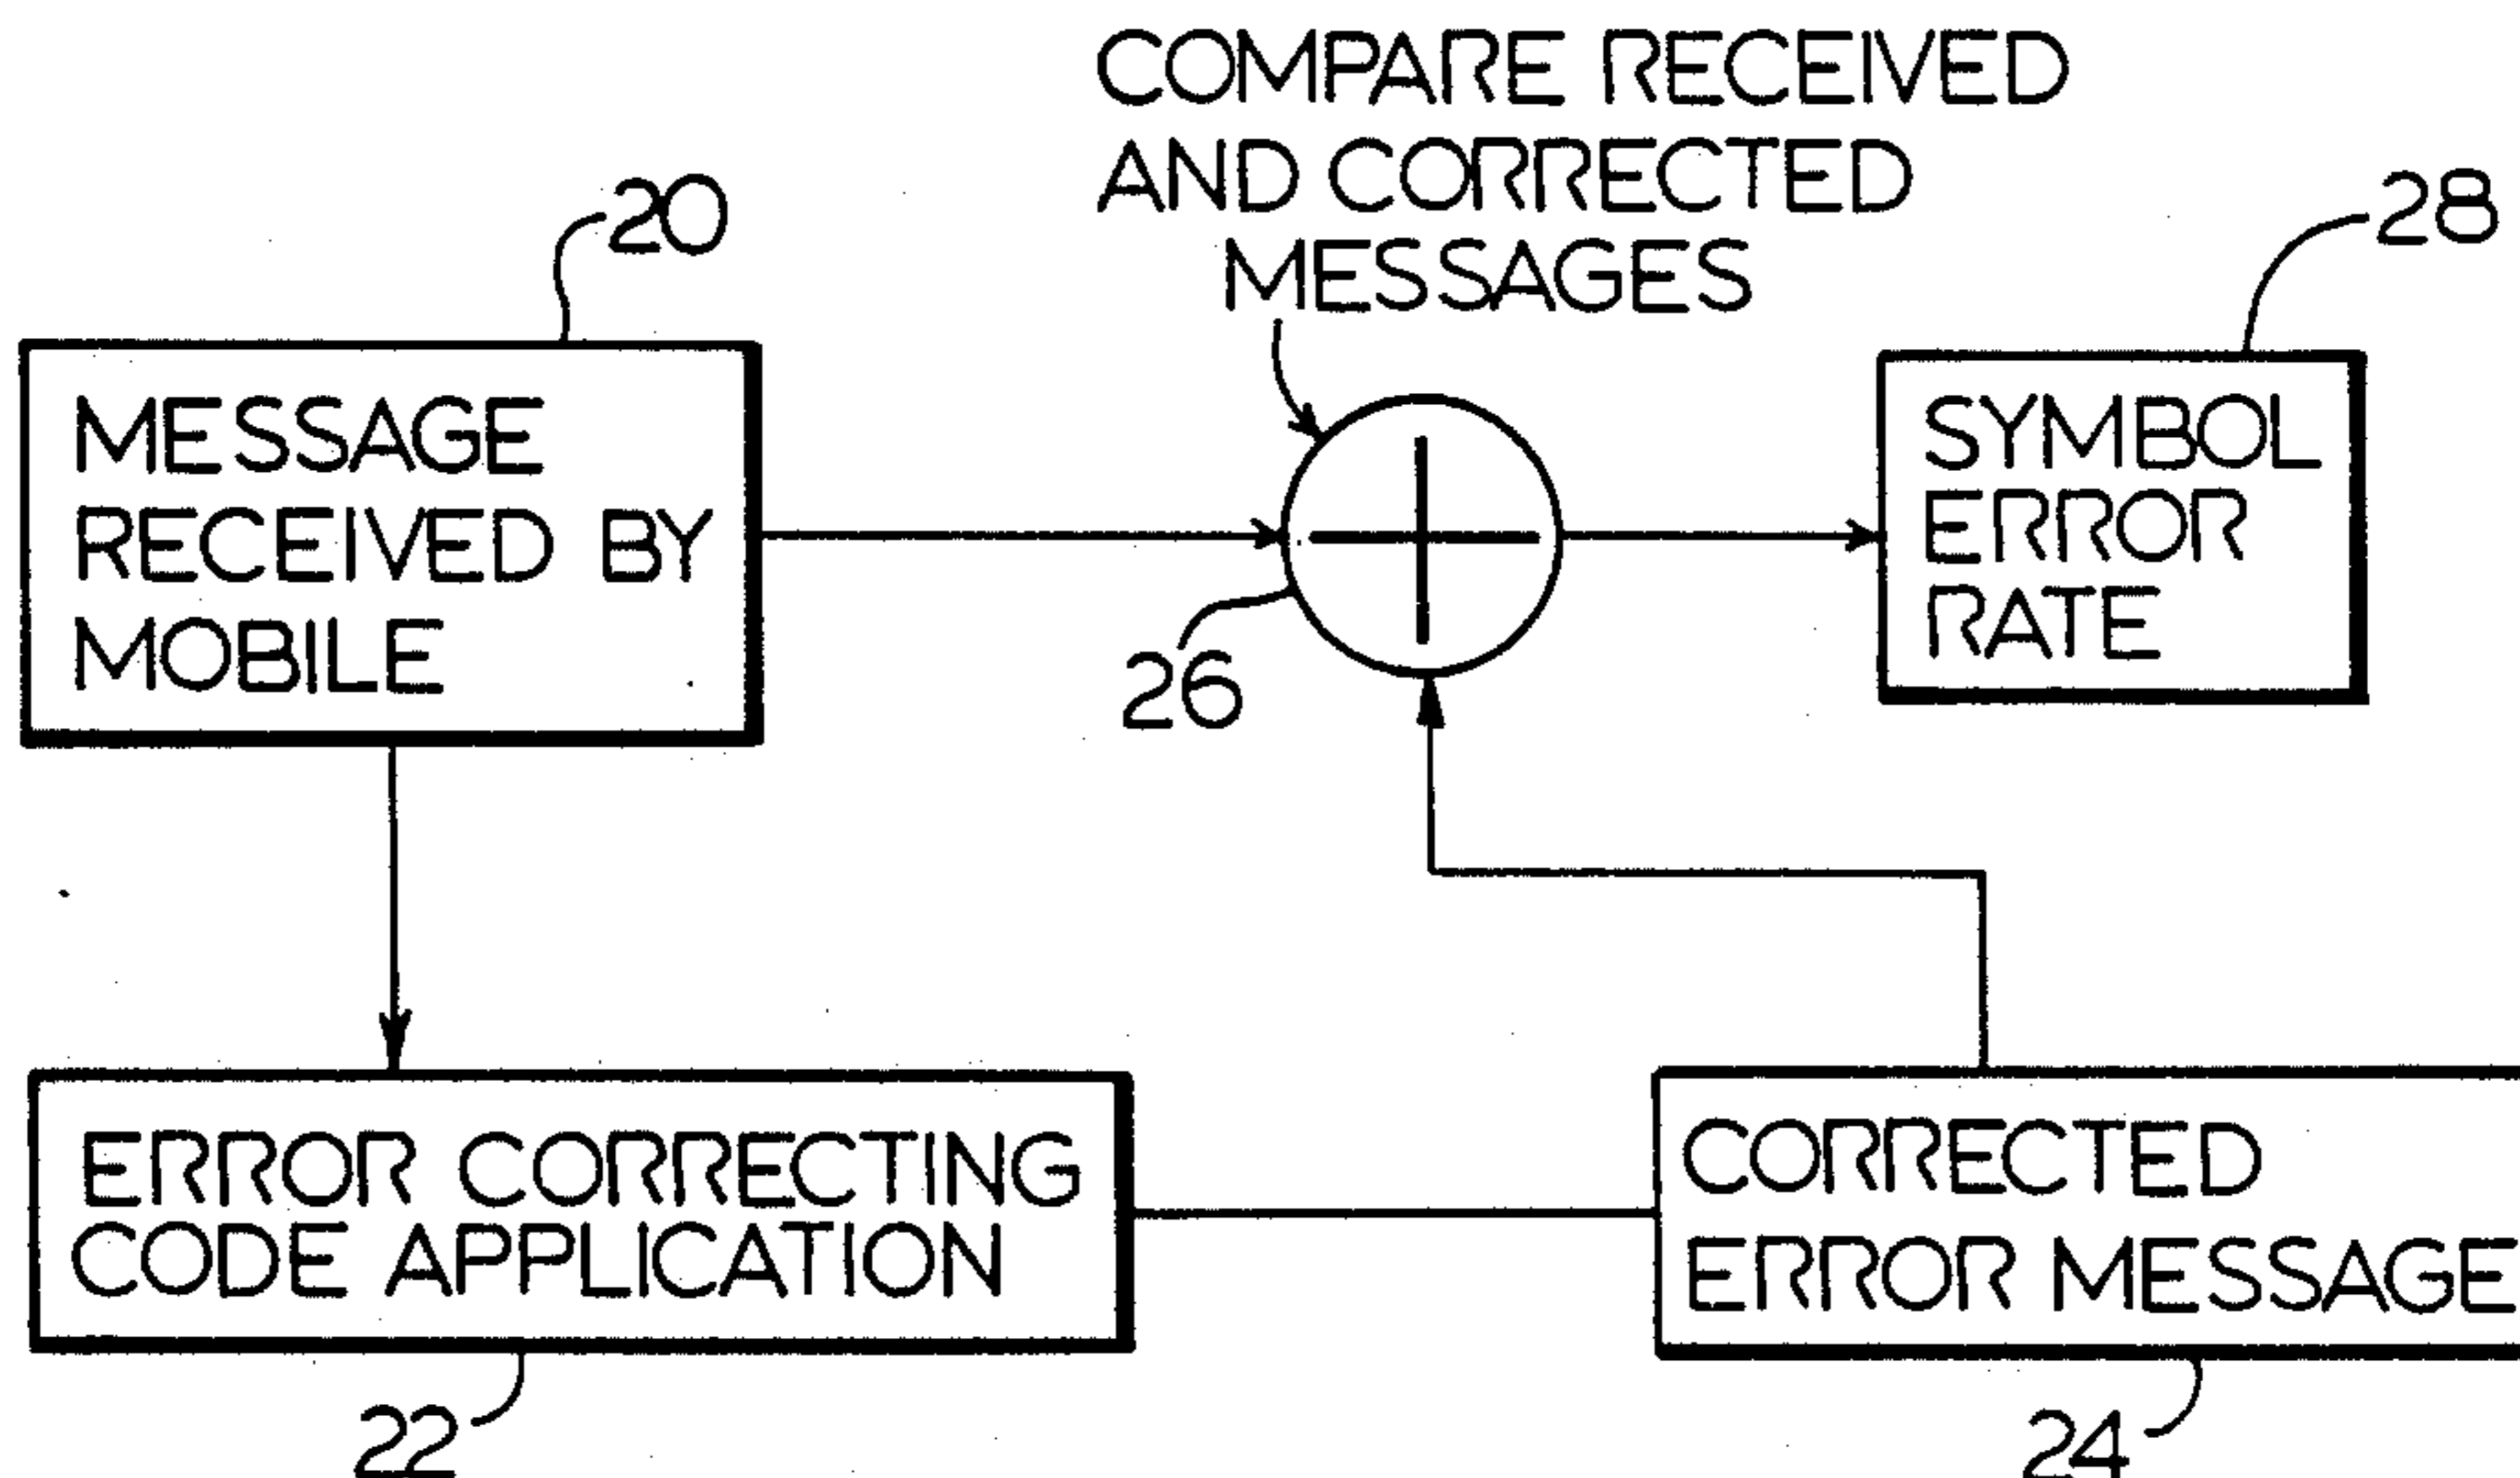 COMPARE RECEIVED
AND CORRECTED
MESSAGES
20
28
MESSAGE
RECEIVED BY
MOBILE
SYMBOL
ERROR
RATE
26
ERROR CORRECTING
CODE APPLICATION
CORRECTED
ERROR MESSAGE
22
24